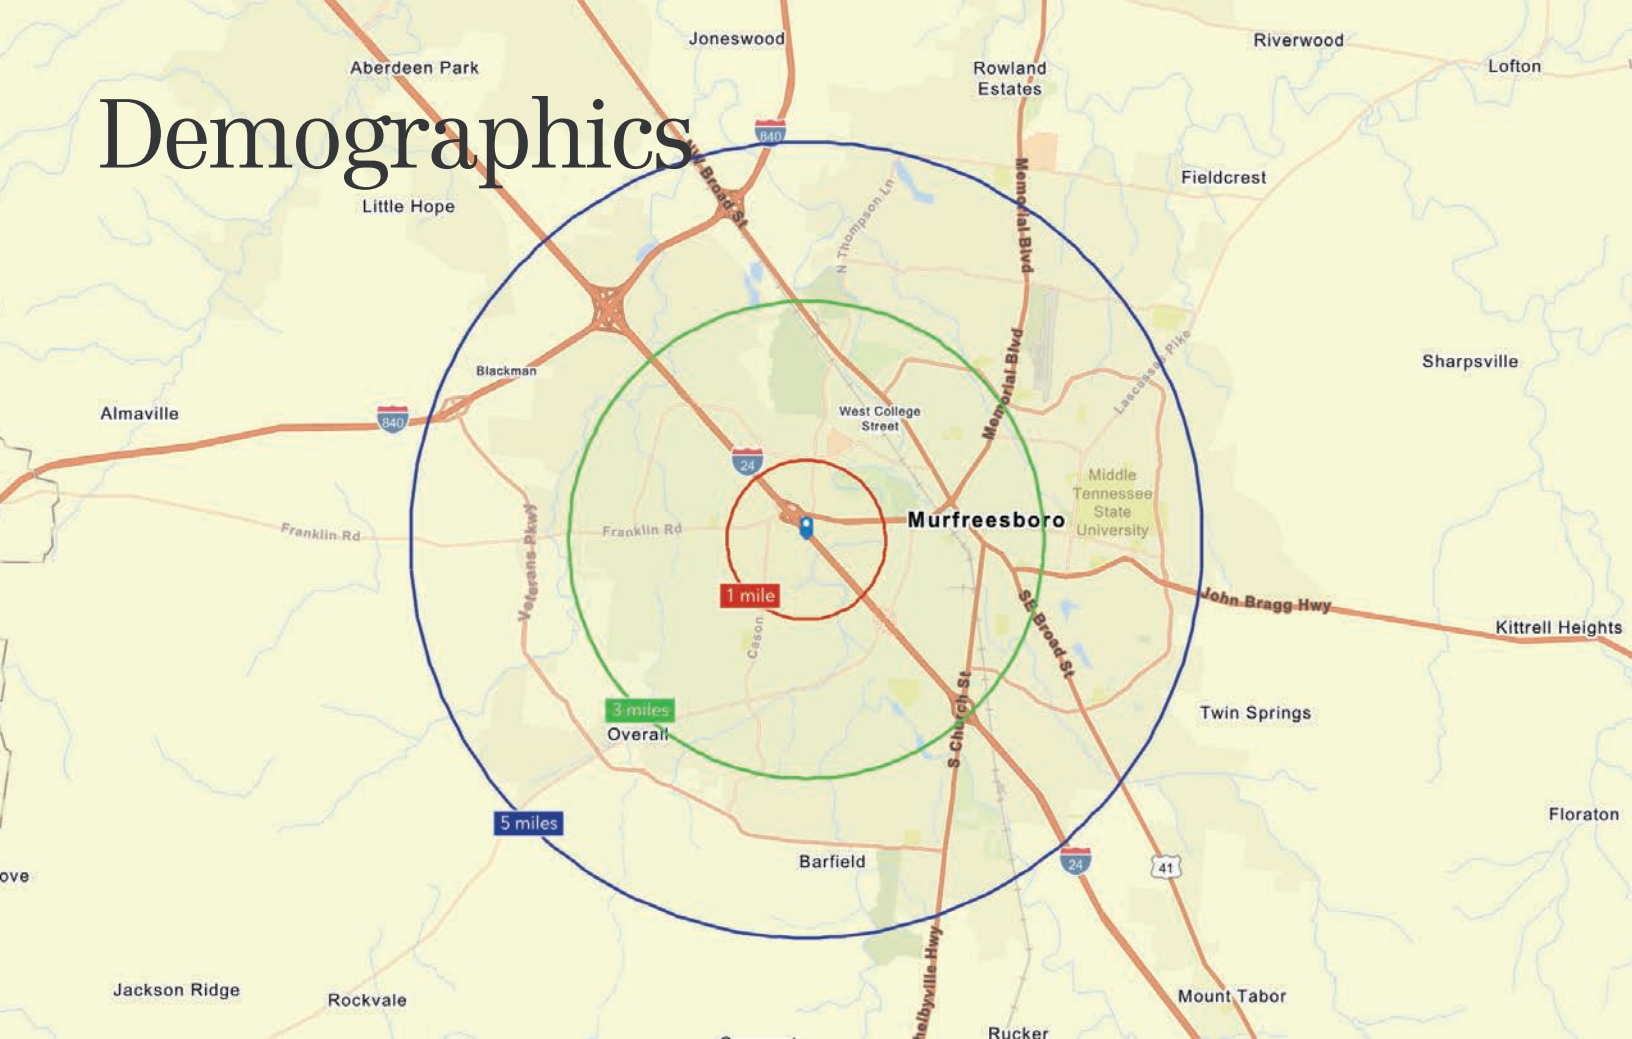 Joneswood
Riverwood
Aberdeen Park
Rowland
Estates
Lofton
Demographics
840
NW Broad St
Memorial Blvd
Fieldcrest
Little Hope
N Thompson Ln
Blackman
Sharpsville
Lascassas Pike
Memorial Blvd
Almaville
840
West College
Street
24
Middle
Tennessee
State
University
Murfreesboro
Franklin Rd
Franklin Rd
Veterans Pkwy
1 mile
John Bragg Hwy
SE Broad St
Kittrell Heights
Cason
3 miles
Overall
S Church St
Twin Springs
5 miles
Floraton
Barfield
24
41
ove
helbyville Hwy
Jackson Ridge
Rockvale
Mount Tabor
Rucker